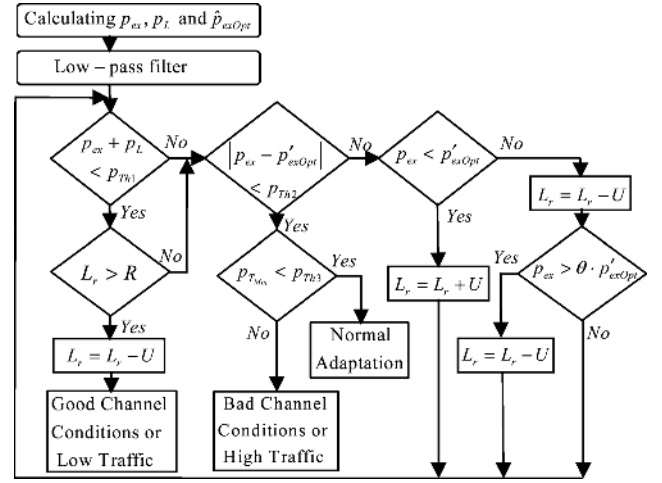 Calculating p_ex, p_L and p̂_exOpt
Low – pass filter
p_ex + p_L
< p_Th1
No
Yes
|p_ex − p′_exOpt|
< p_Th2
No
Yes
p_ex < p′_exOpt
No
Yes
L_r = L_r − U
L_r > R
No
Yes
p_T_Max < p_Th3
Yes
No
L_r = L_r + U
Yes
p_ex > θ · p′_exOpt
No
L_r = L_r − U
Normal
Adaptation
L_r = L_r − U
Good Channel
Conditions or
Low Traffic
Bad Channel
Conditions or
High Traffic